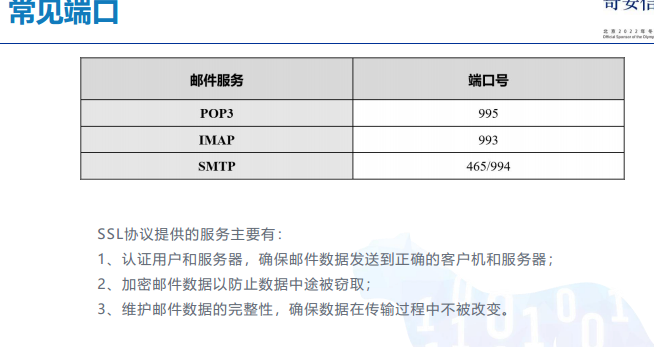 常见端口
奇安信
北京2022年冬
Official Sponsor of the Olymp
邮件服务 端口号
POP3 995
IMAP 993
SMTP 465/994
SSL协议提供的服务主要有：
1、认证用户和服务器，确保邮件数据发送到正确的客户机和服务器；
2、加密邮件数据以防止数据中途被窃取；
3、维护邮件数据的完整性，确保数据在传输过程中不被改变。